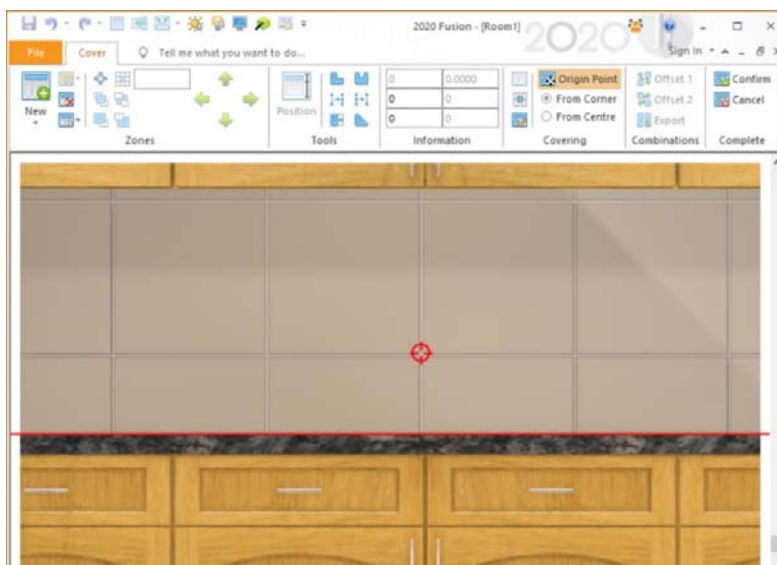 2020 Fusion - [Room1]
2020
File
Cover
Tell me what you want to do...
Sign in
New
Position
0
0.0000
0
0
0
0
Origin Point
From Corner
From Centre
Offset 1
Offset 2
Export
Confirm
Cancel
Zones
Tools
Information
Covering
Combinations
Complete